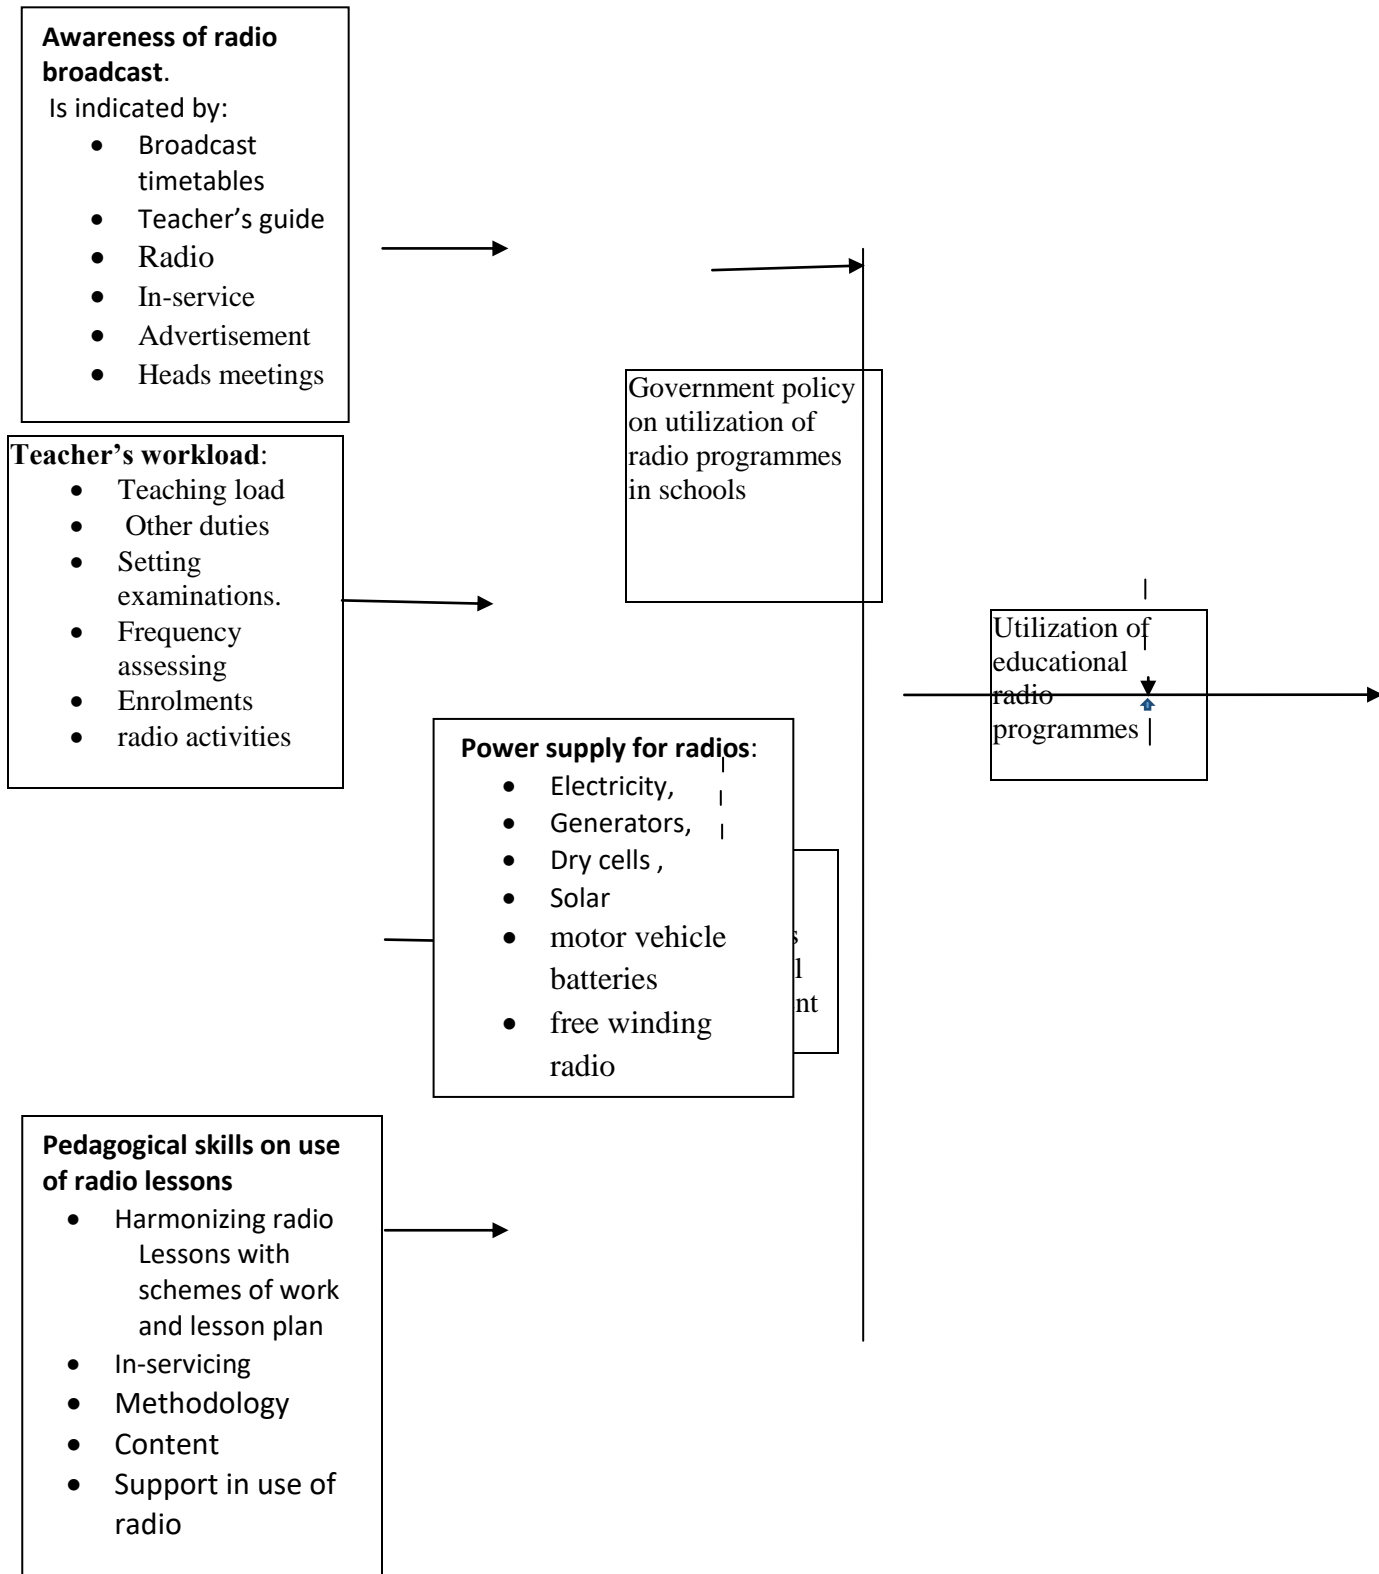 Awareness of radio
broadcast.
Is indicated by:
• Broadcast
timetables
• Teacher’s guide
• Radio
• In-service
• Advertisement
• Heads meetings
Teacher’s workload:
• Teaching load
• Other duties
• Setting
examinations.
• Frequency
assessing
• Enrolments
• radio activities
Government policy
on utilization of
radio programmes
in schools
Utilization of
educational
radio
programmes
Power supply for radios:
• Electricity,
• Generators,
• Dry cells ,
• Solar
• motor vehicle
batteries
• free winding
radio
Pedagogical skills on use
of radio lessons
• Harmonizing radio
Lessons with
schemes of work
and lesson plan
• In-servicing
• Methodology
• Content
• Support in use of
radio